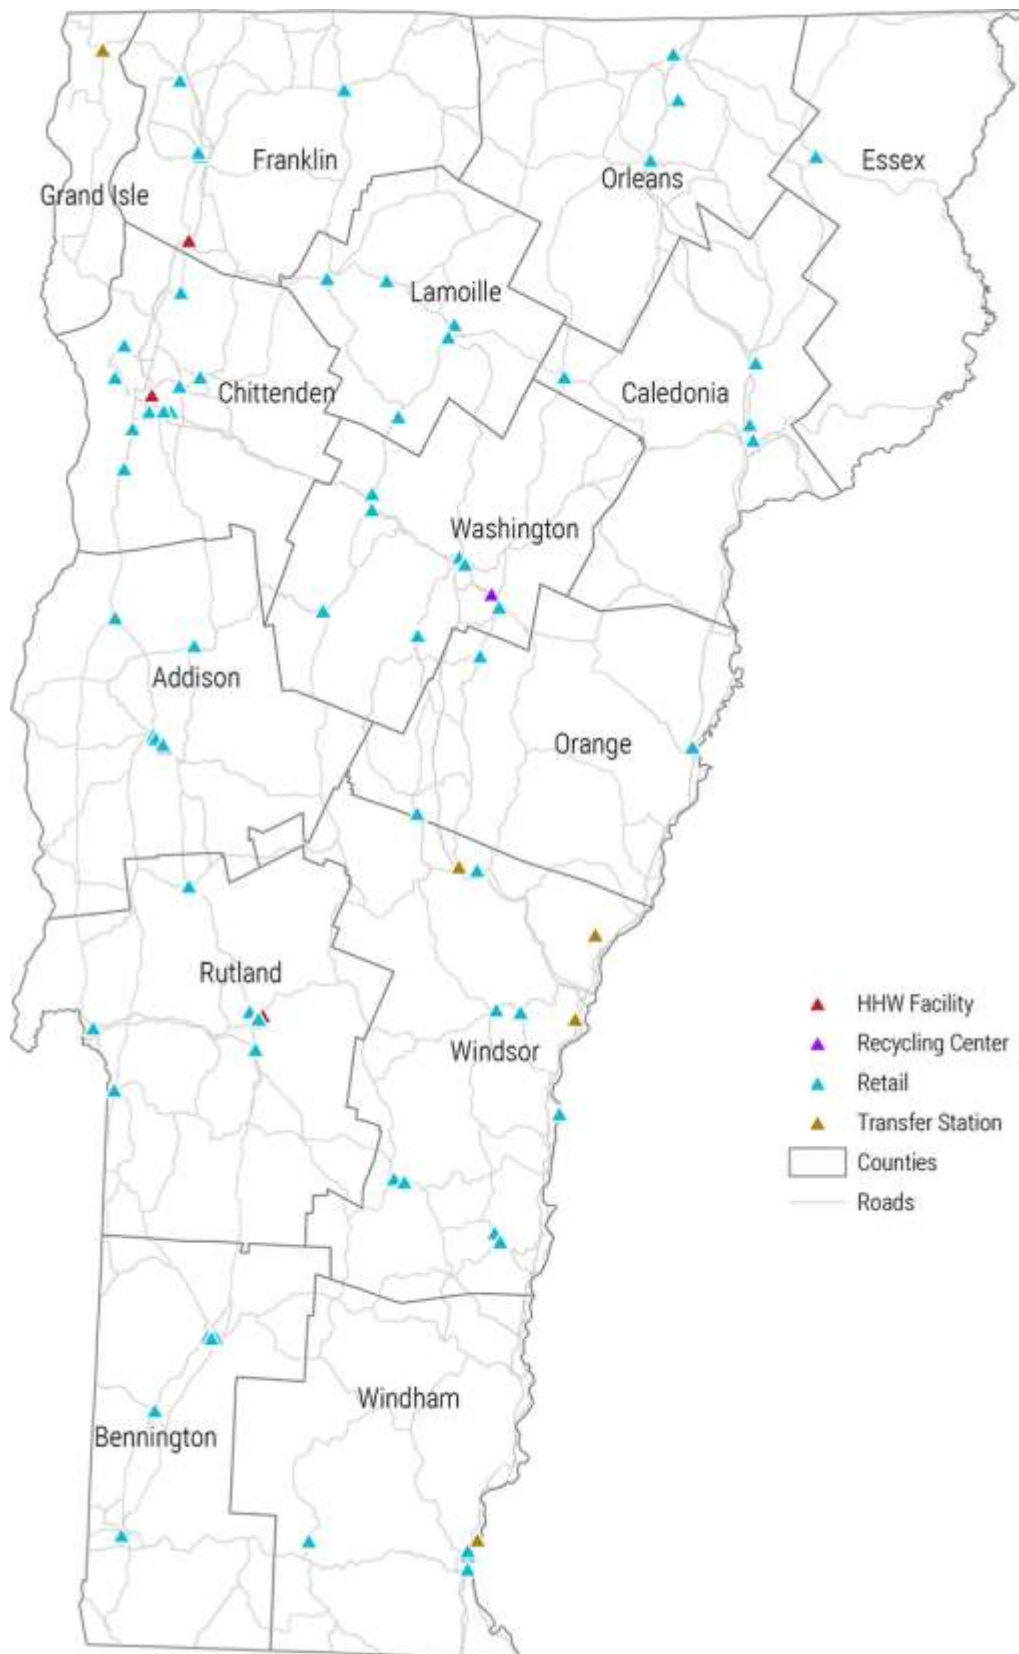 Franklin
Essex
Orleans
Grand Isle
Lamoille
Chittenden
Caledonia
Washington
Addison
Orange
Rutland
Windsor
HHW Facility
Recycling Center
Retail
Transfer Station
Counties
Roads
Windham
Bennington